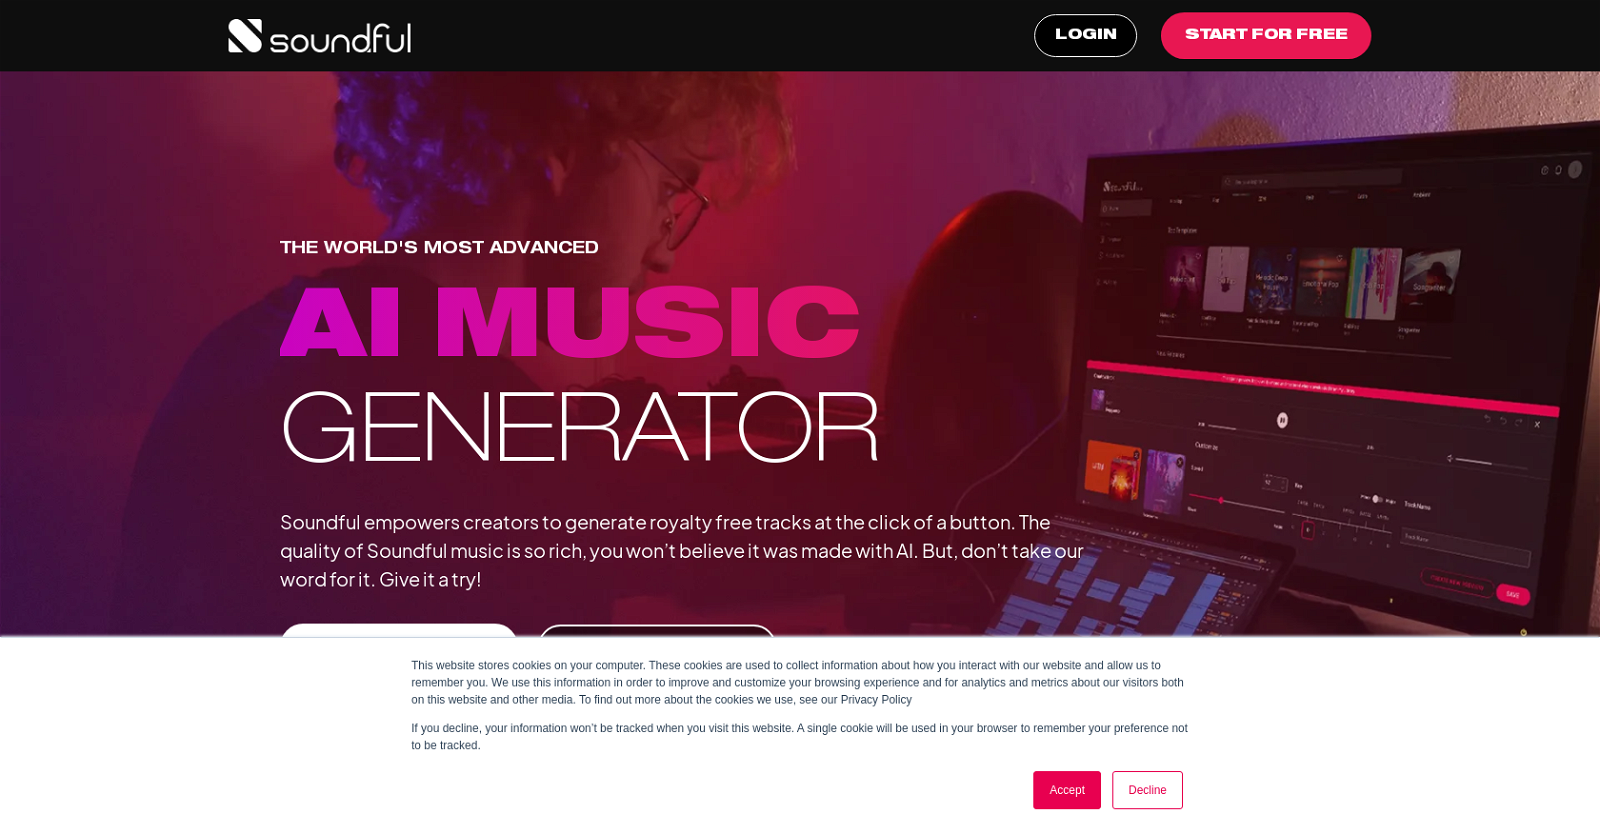 soundful
LOGIN
START FOR FREE
THE WORLD'S MOST ADVANCED
AI MUSIC
GENERATOR
Soundful empowers creators to generate royalty free tracks at the click of a button. The
quality of Soundful music is so rich, you won’t believe it was made with AI. But, don’t take our
word for it. Give it a try!
This website stores cookies on your computer. These cookies are used to collect information about how you interact with our website and allow us to
remember you. We use this information in order to improve and customize your browsing experience and for analytics and metrics about our visitors both
on this website and other media. To find out more about the cookies we use, see our Privacy Policy
If you decline, your information won’t be tracked when you visit this website. A single cookie will be used in your browser to remember your preference not
to be tracked.
Accept
Decline